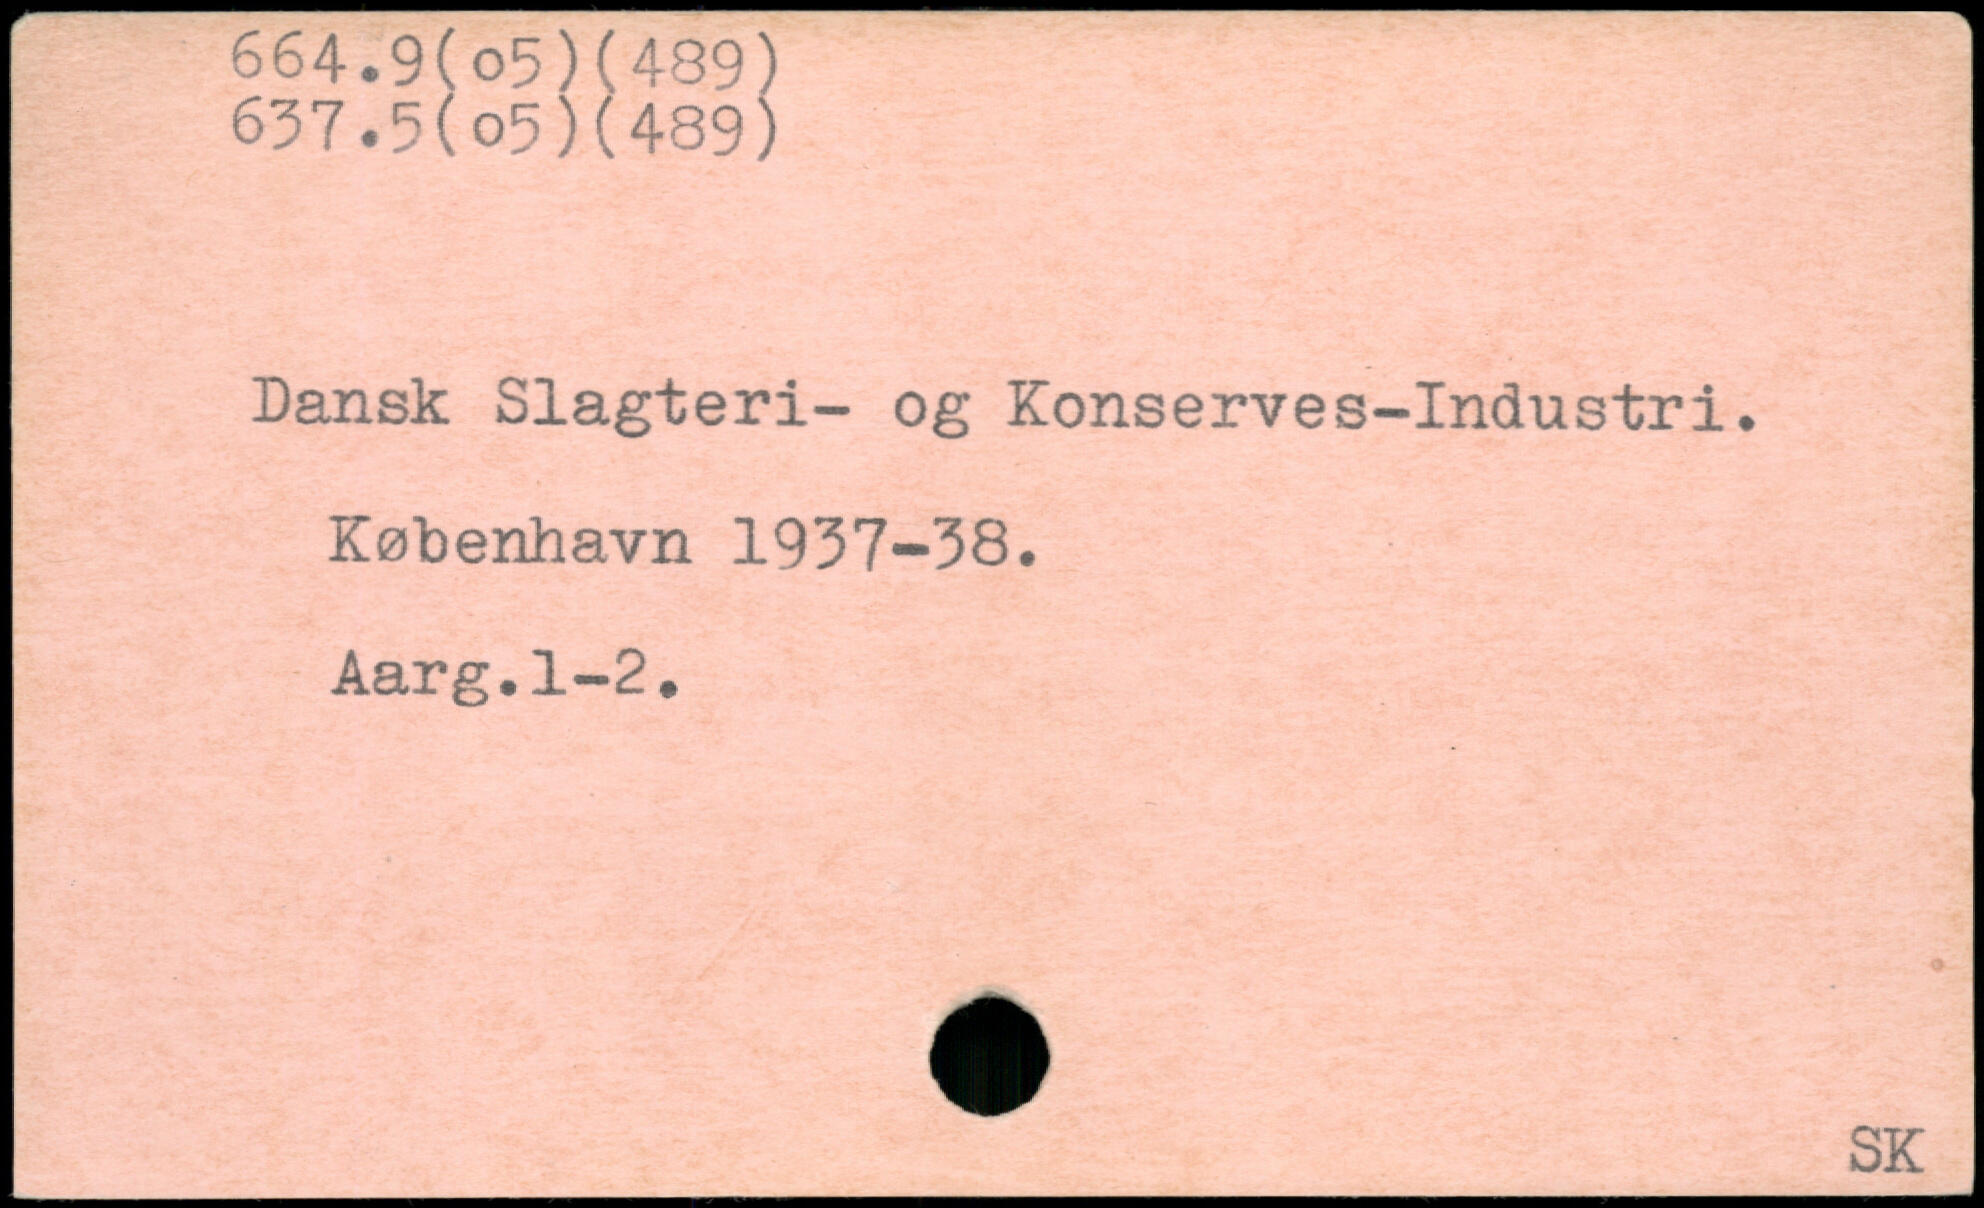 664.9(o5)(489)
637.5(o5)(489)
Dansk Slagteri- og Konserves-Industri.
København 1937-38.
Aarg.1-2.
SK